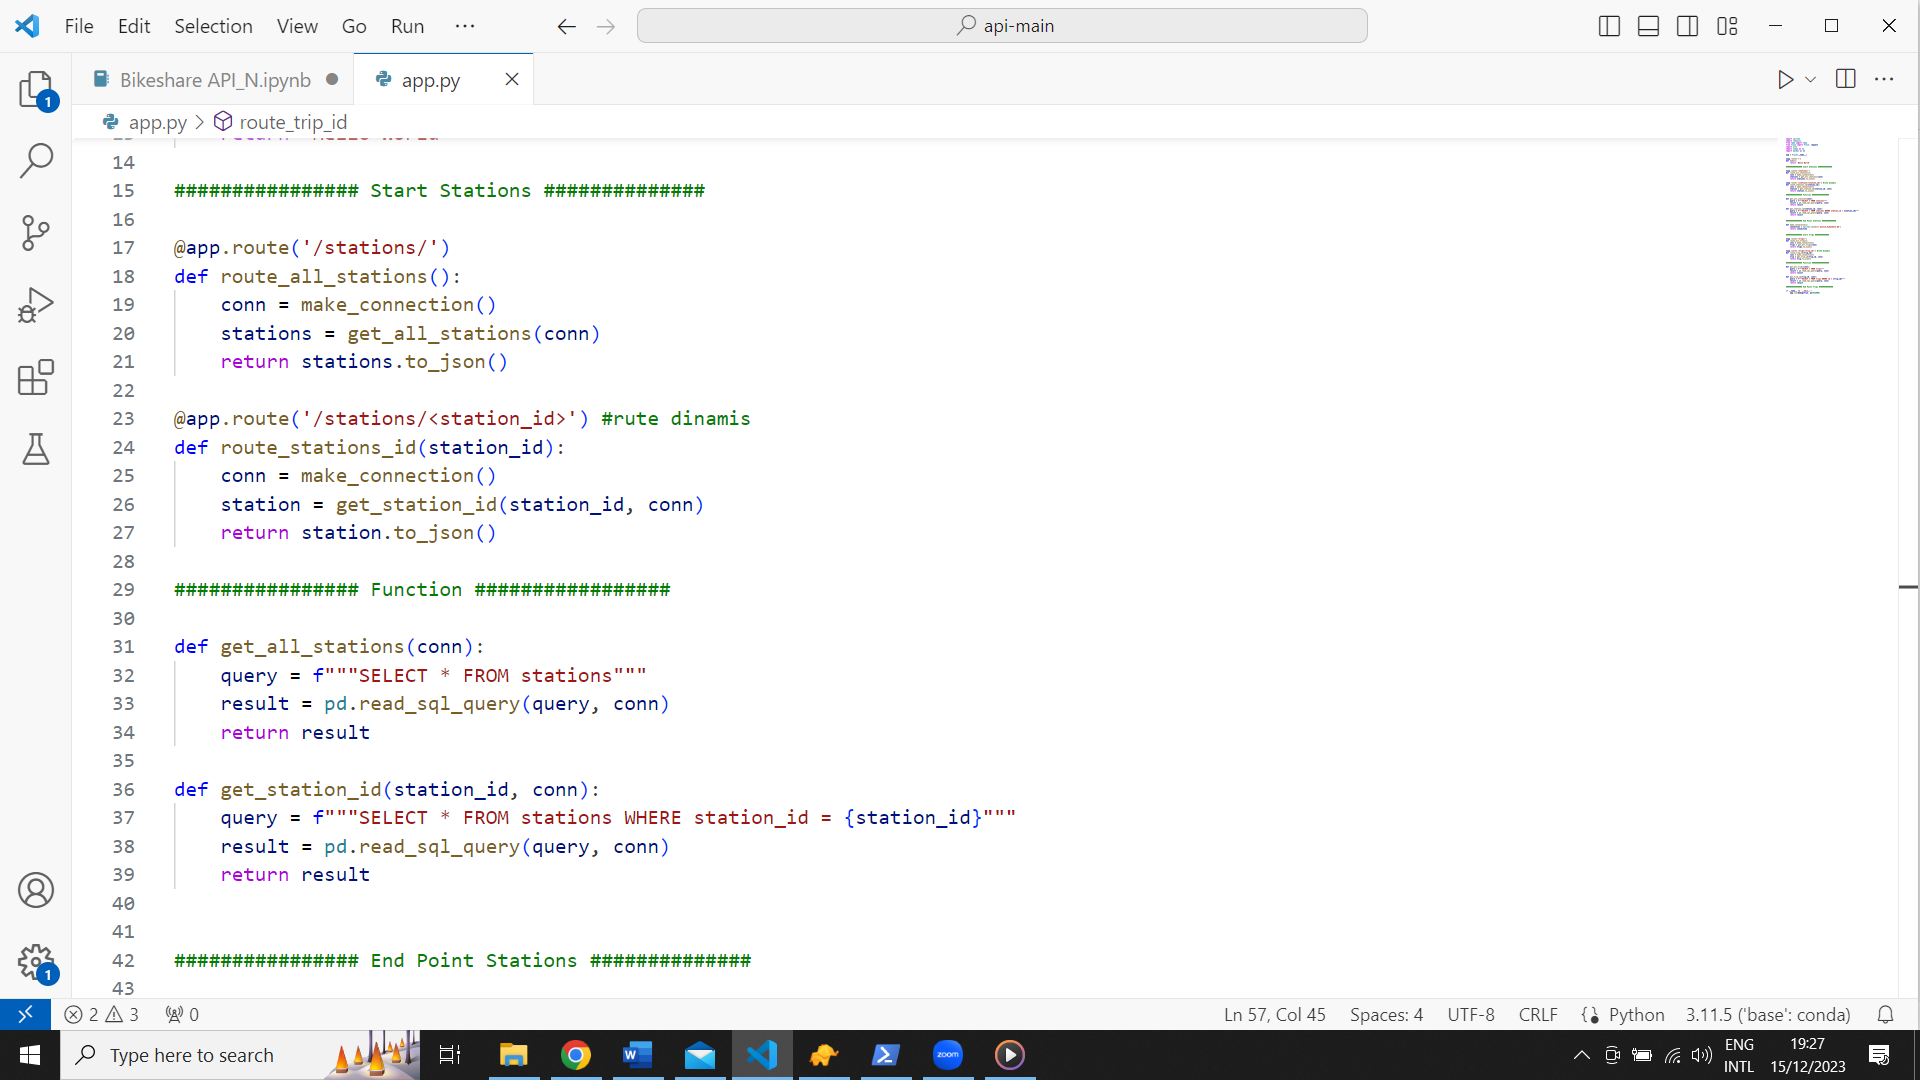 File Edit Selection View Go Run ···
api-main
Bikeshare API_N.ipynb
app.py
app.py > route_trip_id
14
15 ################ Start Stations ##############
16
17 @app.route('/stations/')
18 def route_all_stations():
19 conn = make_connection()
20 stations = get_all_stations(conn)
21 return stations.to_json()
22
23 @app.route('/stations/<station_id>') #rute dinamis
24 def route_stations_id(station_id):
25 conn = make_connection()
26 station = get_station_id(station_id, conn)
27 return station.to_json()
28
29 ################ Function #################
30
31 def get_all_stations(conn):
32 query = f"""SELECT * FROM stations"""
33 result = pd.read_sql_query(query, conn)
34 return result
35
36 def get_station_id(station_id, conn):
37 query = f"""SELECT * FROM stations WHERE station_id = {station_id}"""
38 result = pd.read_sql_query(query, conn)
39 return result
40
41
42 ################ End Point Stations ##############
43
1
1
2 3 0
Ln 57, Col 45 Spaces: 4 UTF-8 CRLF Python 3.11.5 ('base': conda)
Type here to search
zoom
ENG
INTL
19:27
15/12/2023